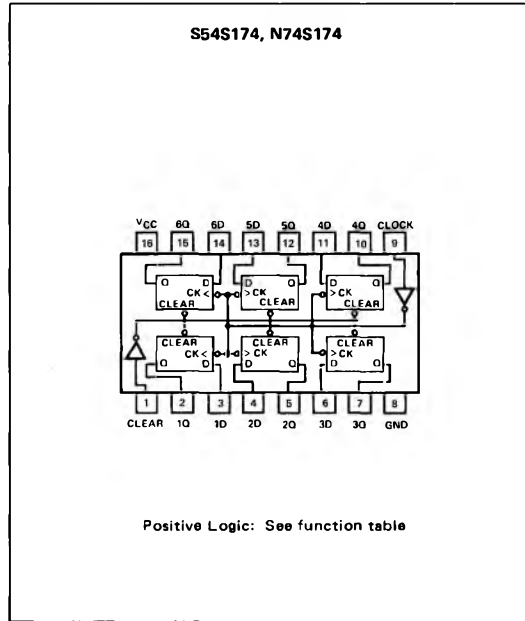 S54S174, N74S174
VCC 6Q 6D 5D 5Q 4D 4Q CLOCK
16 15 14 13 12 11 10 9
Q D D Q D Q
CK < > CK > CK
CLEAR CLEAR CLEAR
CLEAR CLEAR CLEAR
CK < > CK > CK
Q D D Q D Q
1 2 3 4 5 6 7 8
CLEAR 1Q 1D 2D 2Q 3D 3Q GND
Positive Logic: See function table